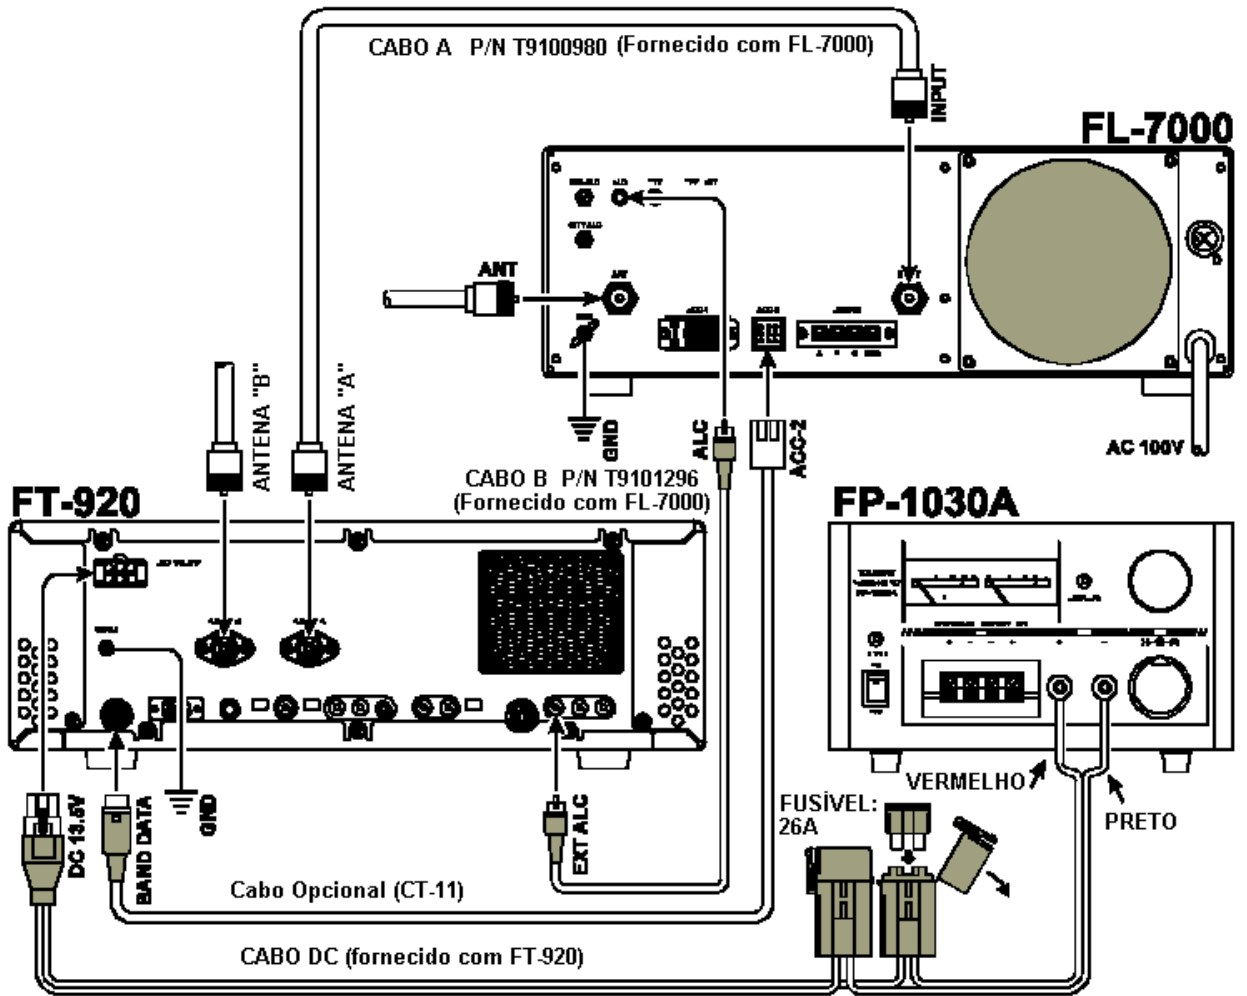 CABO A P/N T9100980 (Fornecido com FL-7000)
INPUT
FL-7000
ANT
ANT
ANTENA "B"
ANTENA "A"
GND
ALC
ACC-2
AC 100V
CABO B P/N T9101296
(Fornecido com FL-7000)
FT-920
FP-1030A
DC 13.5V
BAND DATA
GND
EXT ALC
VERMELHO
FUSÍVEL:
26A
PRETO
Cabo Opcional (CT-11)
CABO DC (fornecido com FT-920)